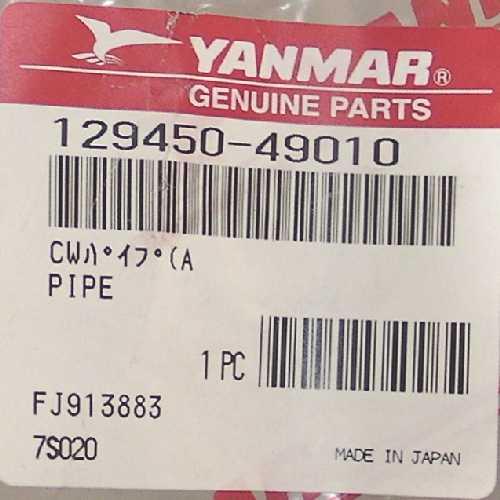 YANMAR®
GENUINE PARTS
129450-49010
CWﾊﾟｲﾌﾟ(A
PIPE
1 PC
FJ913883
7S020
MADE IN JAPAN